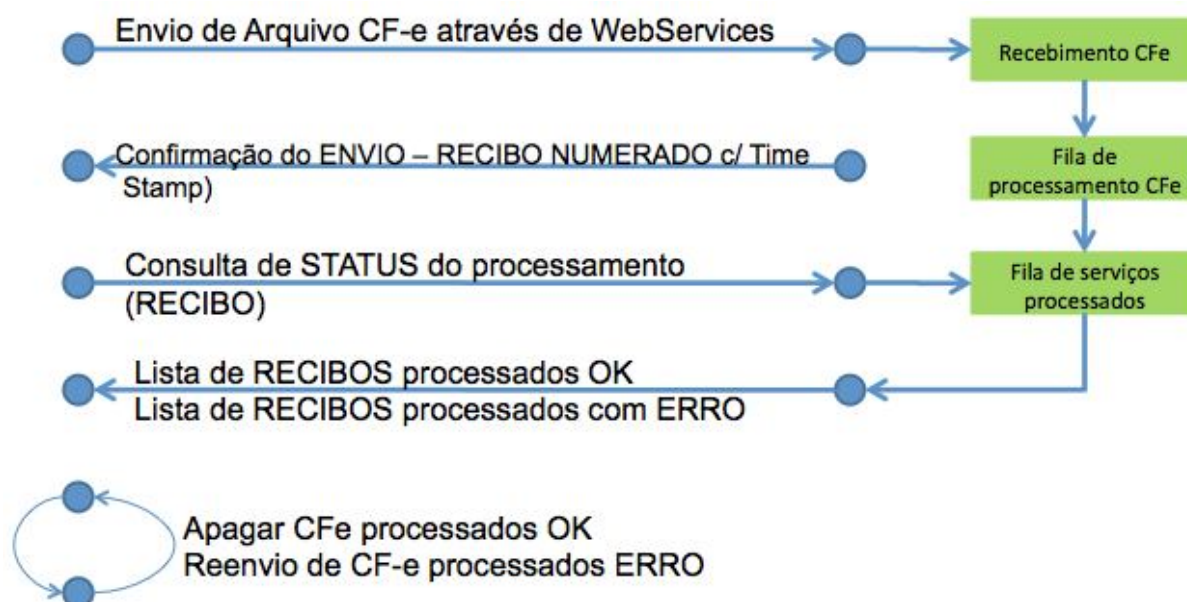 Envio de Arquivo CF-e através de WebServices
Recebimento CFe
Confirmação do ENVIO – RECIBO NUMERADO c/ Time
Stamp)
Fila de
processamento CFe
Consulta de STATUS do processamento
(RECIBO)
Fila de serviços
processados
Lista de RECIBOS processados OK
Lista de RECIBOS processados com ERRO
Apagar CFe processados OK
Reenvio de CF-e processados ERRO